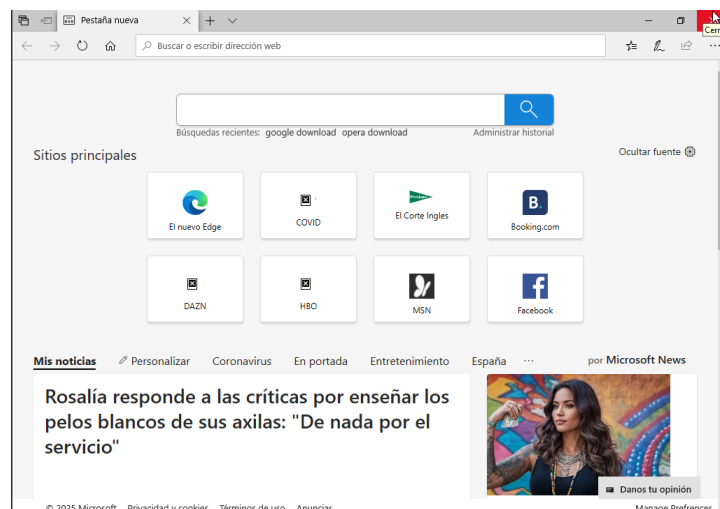 Pestaña nueva
Cerr
Buscar o escribir dirección web
Búsquedas recientes: google download opera download Administrar historial
Sitios principales
Ocultar fuente
El nuevo Edge
COVID
El Corte Ingles
B.
Booking.com
DAZN
HBO
MSN
f
Facebook
Mis noticias Personalizar Coronavirus En portada Entretenimiento España ... por Microsoft News
Rosalía responde a las críticas por enseñar los
pelos blancos de sus axilas: "De nada por el
servicio"
Danos tu opinión
© 2025 Microsoft Privacidad y cookies Términos de uso Anunciar Manage Preferences